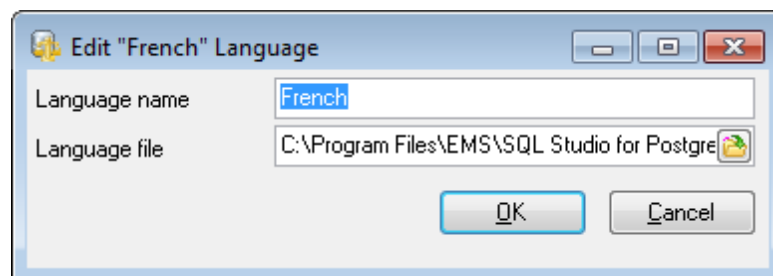 Edit "French" Language
Language name French
Language file C:\Program Files\EMS\SQL Studio for Postgre
OK Cancel